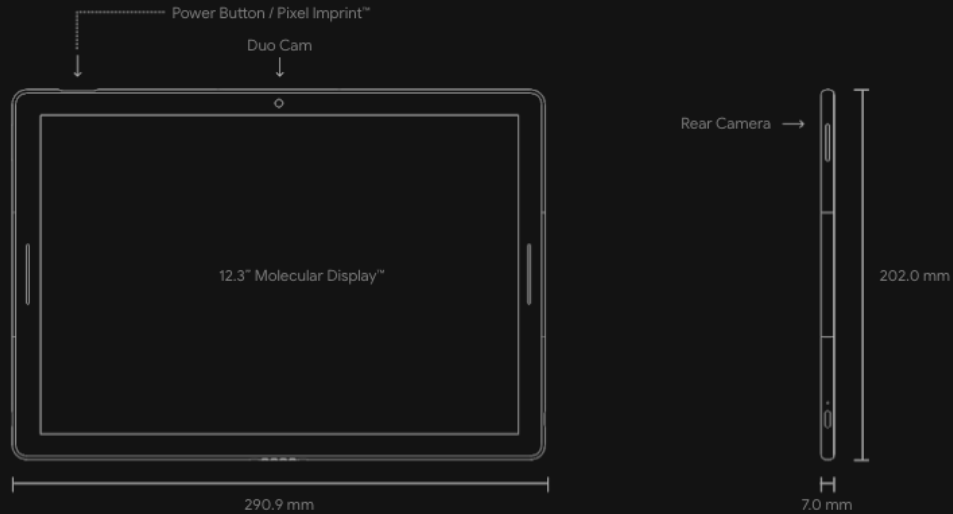 Power Button / Pixel Imprint™
Duo Cam
Rear Camera
12.3” Molecular Display™
202.0 mm
290.9 mm
7.0 mm